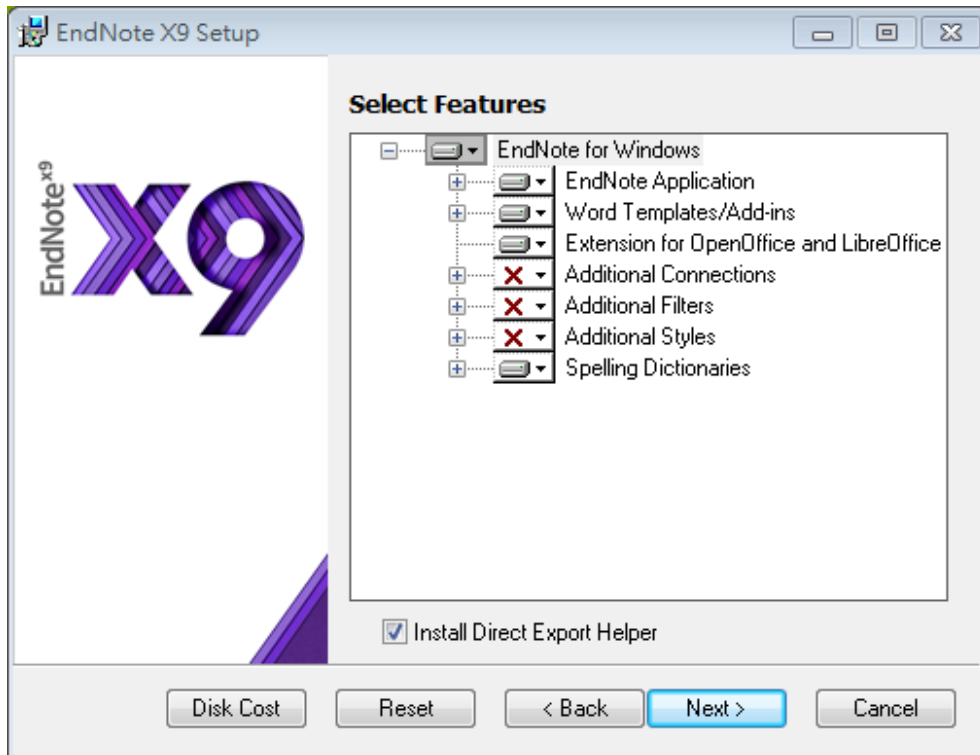 EndNote X9 Setup
EndNote x9
X9
Select Features
EndNote for Windows
EndNote Application
Word Templates/Add-ins
Extension for OpenOffice and LibreOffice
Additional Connections
Additional Filters
Additional Styles
Spelling Dictionaries
Install Direct Export Helper
Disk Cost
Reset
< Back
Next >
Cancel